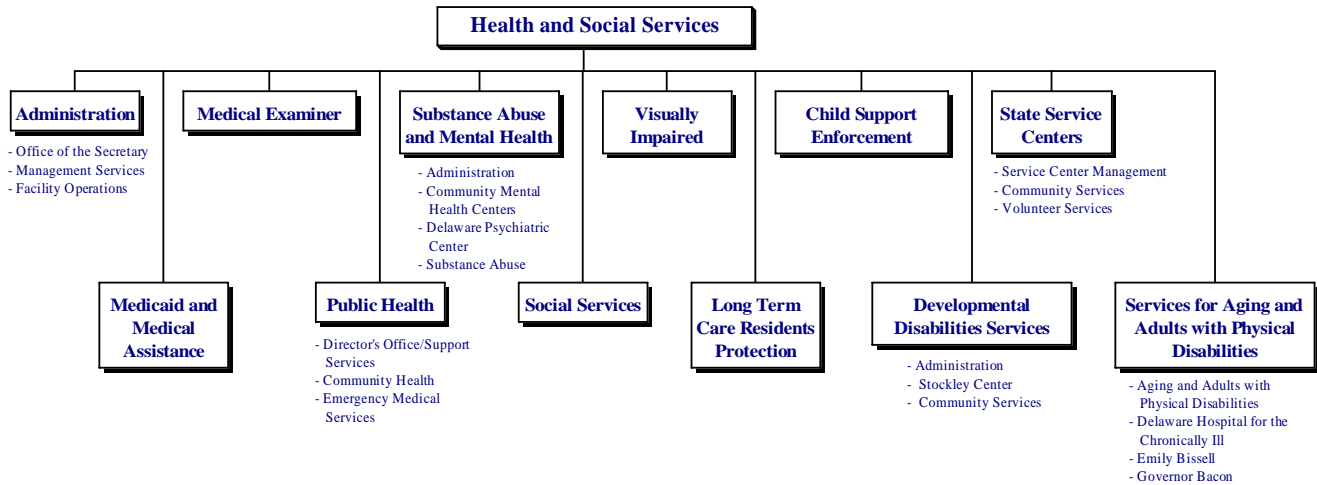 Health and Social Services
Administration
- Office of the Secretary
- Management Services
- Facility Operations
Medical Examiner
Substance Abuse
and Mental Health
- Administration
- Community Mental
Health Centers
- Delaware Psychiatric
Center
- Substance Abuse
Visually
Impaired
Child Support
Enforcement
State Service
Centers
- Service Center Management
- Community Services
- Volunteer Services
Medicaid and
Medical
Assistance
Public Health
- Director's Office/Support
Services
- Community Health
- Emergency Medical
Services
Social Services
Long Term
Care Residents
Protection
Developmental
Disabilities Services
- Administration
- Stockley Center
- Community Services
Services for Aging and
Adults with Physical
Disabilities
- Aging and Adults with
Physical Disabilities
- Delaware Hospital for the
Chronically Ill
- Emily Bissell
- Governor Bacon